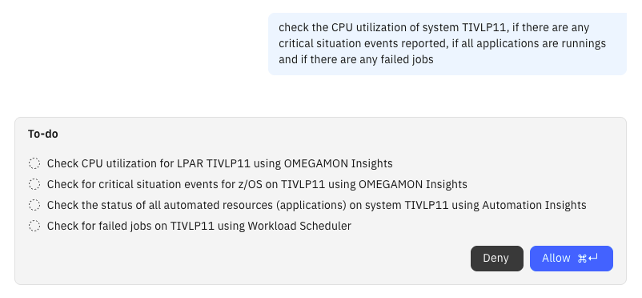 check the CPU utilization of system TIVLP11, if there are any
critical situation events reported, if all applications are runnings
and if there are any failed jobs
To-do
Check CPU utilization for LPAR TIVLP11 using OMEGAMON Insights
Check for critical situation events for z/OS on TIVLP11 using OMEGAMON Insights
Check the status of all automated resources (applications) on system TIVLP11 using Automation Insights
Check for failed jobs on TIVLP11 using Workload Scheduler
Deny Allow ⌘↵